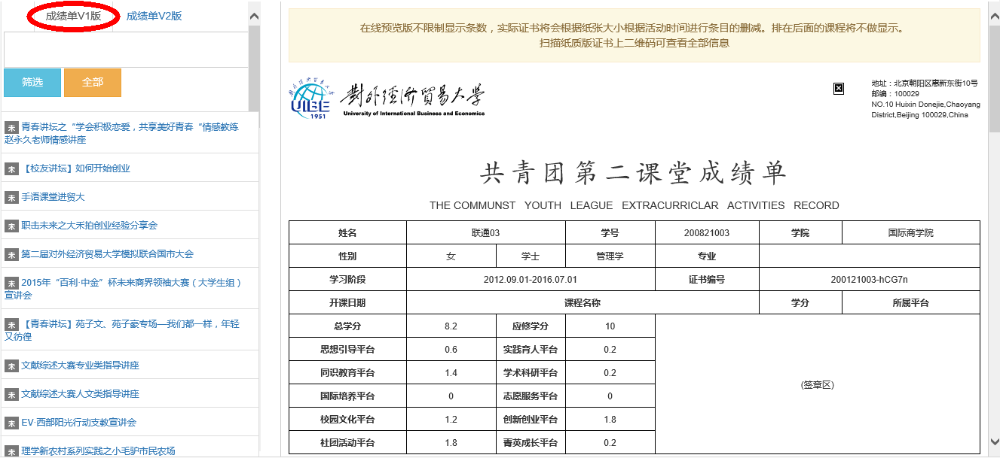 成绩单V1版 成绩单V2版
筛选 全部
未 青春讲坛之“学会积极恋爱，共享美好青春“情感教练
赵永久老师情感讲座
未 【校友讲坛】如何开始创业
未 手语课堂进贸大
未 职击未来之大禾拍创业经验分享会
未 第二届对外经济贸易大学模拟联合国市大会
未 2015年“百利·中金”杯未来商界领袖大赛（大学生组）
宣讲会
未 【青春讲坛】苑子文、苑子豪专场—我们都一样，年轻
又彷徨
未 文献综述大赛专业类指导讲座
未 文献综述大赛人文类指导讲座
未 EV·西部阳光行动支教宣讲会
未 理学新农村系列实践之小毛驴市民农场
在线预览版不限制显示条数，实际证书将会根据纸张大小根据活动时间进行条目的删减。排在后面的课程将不做显示。
扫描纸质版证书上二维码可查看全部信息
UIBE
1951
對外經濟貿易大学
University of International Business and Economics
地址：北京朝阳区惠新东街10号
邮编：100029
NO.10 Huixin Donejie,Chaoyang
District,Beijing 100029,China
共青团第二课堂成绩单
THE COMMUNST YOUTH LEAGUE EXTRACURRICLAR ACTIVITIES RECORD
姓名 联通03 学号 200821003 学院 国际商学院
性别 女 学士 管理学 专业
学习阶段 2012.09.01-2016.07.01 证书编号 200121003-hCG7n
开课日期 课程名称 学分 所属平台
总学分 8.2 应修学分 10
思想引导平台 0.6 实践育人平台 0.2
同识教育平台 1.4 学术科研平台 0.2
国际培养平台 0 志愿服务平台 0
校园文化平台 1.2 创新创业平台 1.8
社团活动平台 1.8 菁英成长平台 0.2
(签章区)